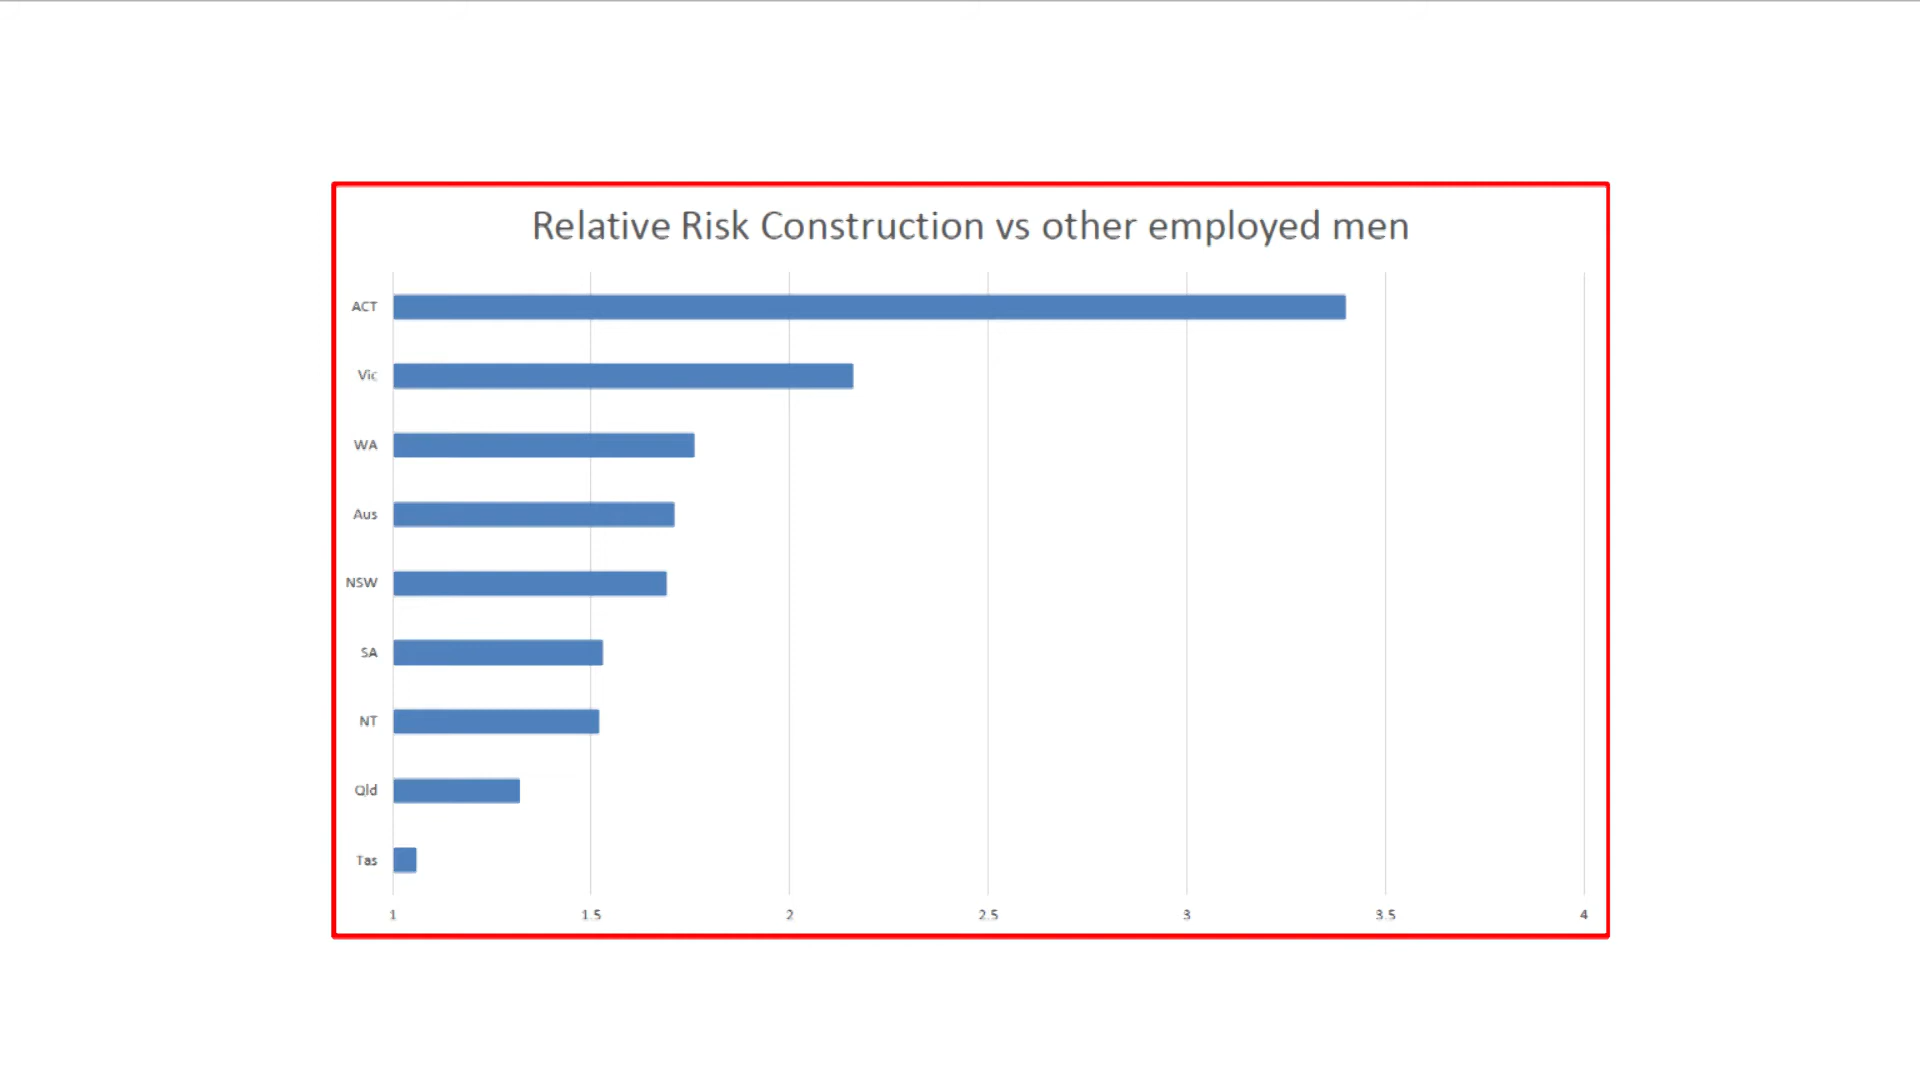 Relative Risk Construction vs other employed men
ACT
Vic
WA
Aus
NSW
SA
NT
Qld
Tas
1 1.5 2 2.5 3 3.5 4